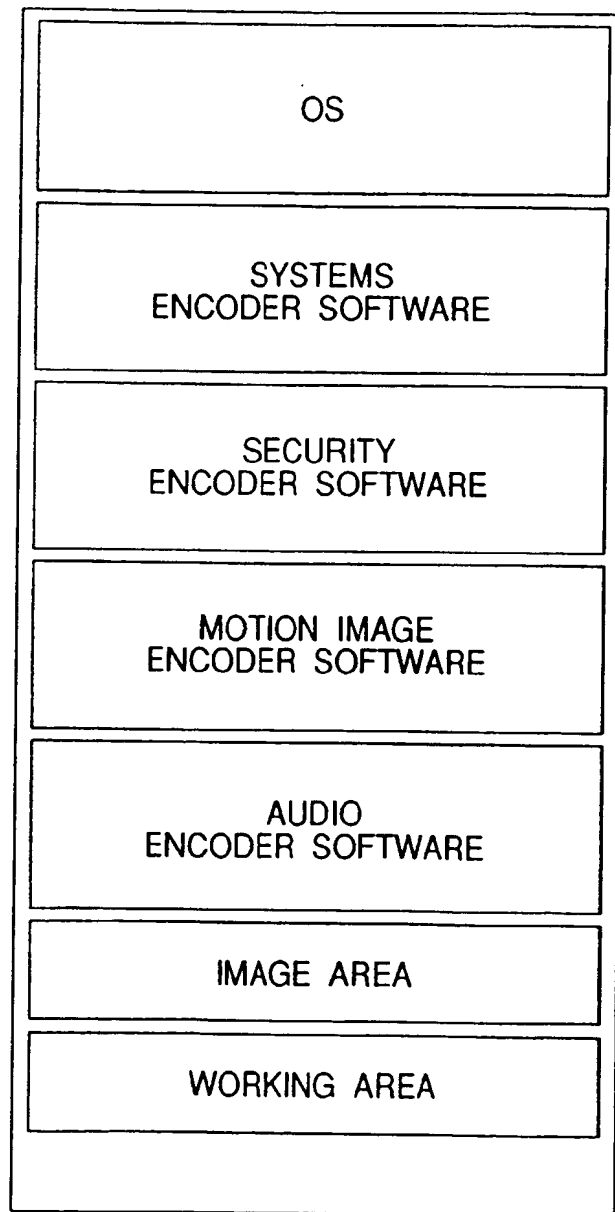 OS
SYSTEMS
ENCODER SOFTWARE
SECURITY
ENCODER SOFTWARE
MOTION IMAGE
ENCODER SOFTWARE
AUDIO
ENCODER SOFTWARE
IMAGE AREA
WORKING AREA